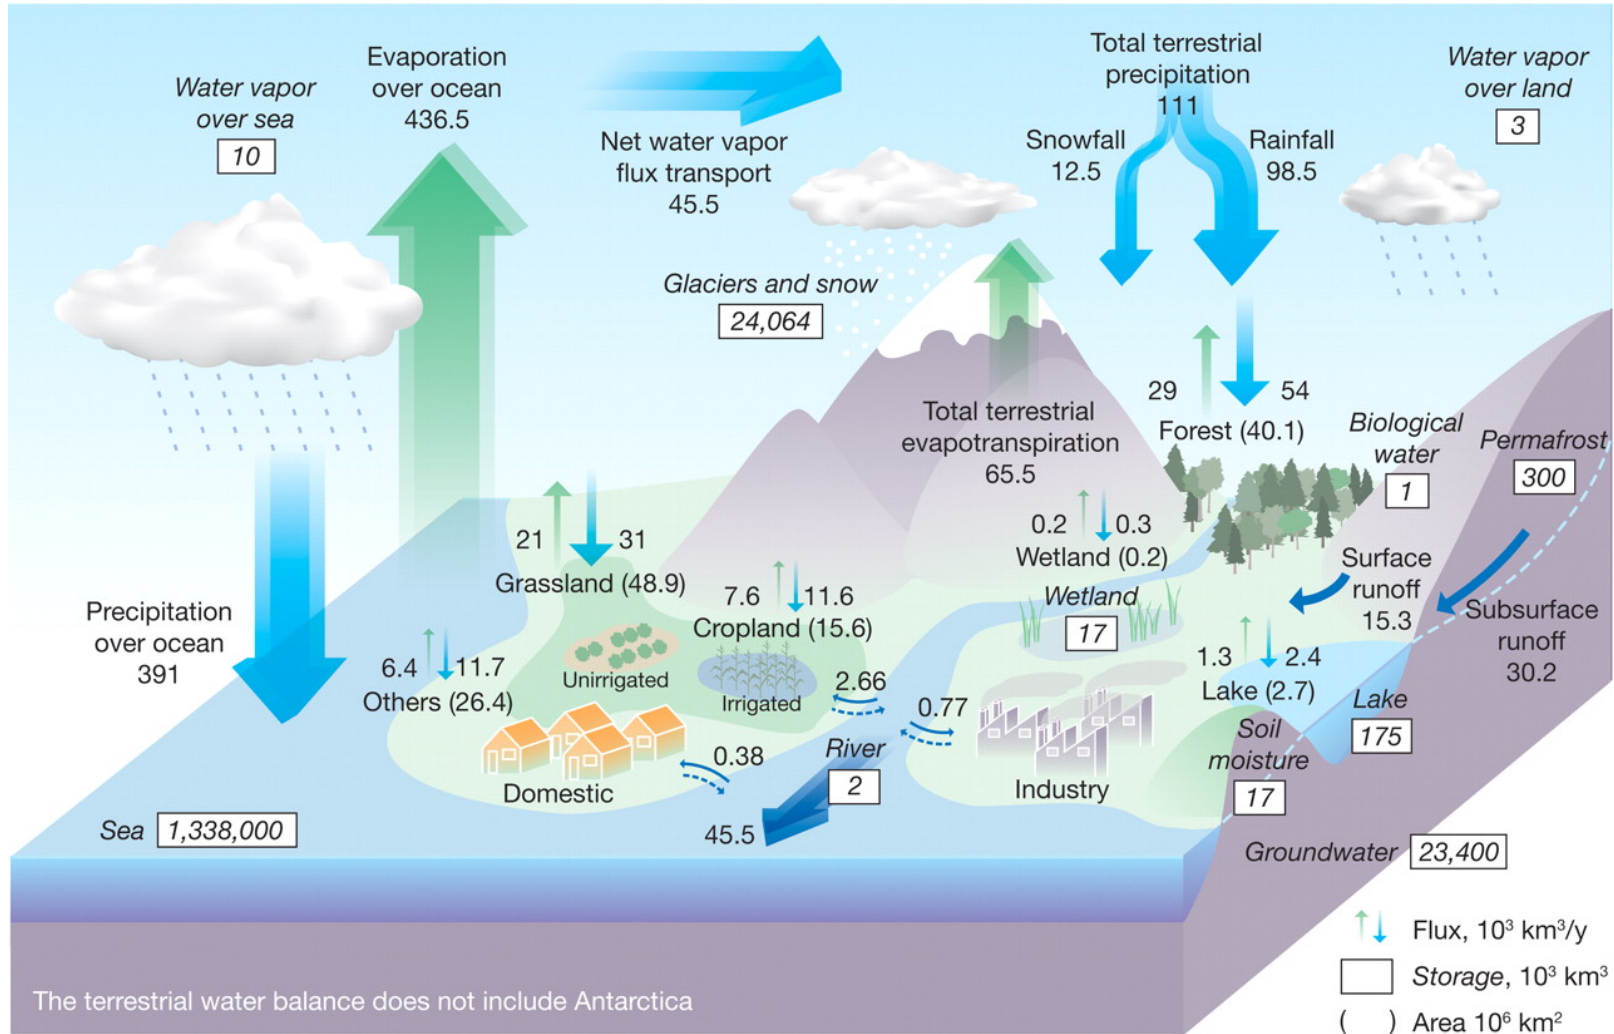 Water vapor
over sea
10
Evaporation
over ocean
436.5
Net water vapor
flux transport
45.5
Total terrestrial
precipitation
111
Snowfall
12.5
Rainfall
98.5
Water vapor
over land
3
Glaciers and snow
24,064
Total terrestrial
evapotranspiration
65.5
29 54
Forest (40.1)
Biological
water
1
Permafrost
300
21 31
Grassland (48.9)
0.2 0.3
Wetland (0.2)
Wetland
17
7.6 11.6
Cropland (15.6)
Surface
runoff
15.3
Subsurface
runoff
30.2
Precipitation
over ocean
391
6.4 11.7
Others (26.4)
Unirrigated
Irrigated
2.66
0.77
1.3 2.4
Lake (2.7)
Lake
175
Soil
moisture
17
0.38
Domestic
River
2
Industry
45.5
Sea 1,338,000
Groundwater 23,400
Flux, 10³ km³/y
Storage, 10³ km³
( ) Area 10⁶ km²
The terrestrial water balance does not include Antarctica